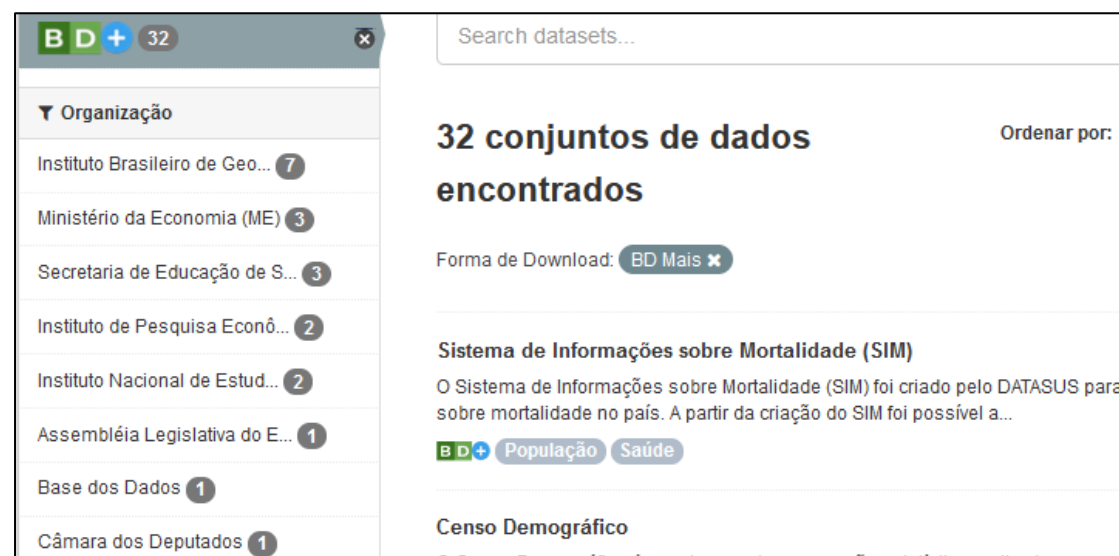 BD+ 32
Organização
Instituto Brasileiro de Geo... 7
Ministério da Economia (ME) 3
Secretaria de Educação de S... 3
Instituto de Pesquisa Econô... 2
Instituto Nacional de Estud... 2
Assembléia Legislativa do E... 1
Base dos Dados 1
Câmara dos Deputados 1
Search datasets...
32 conjuntos de dados
encontrados
Ordenar por:
Forma de Download: BD Mais ✖
Sistema de Informações sobre Mortalidade (SIM)
O Sistema de Informações sobre Mortalidade (SIM) foi criado pelo DATASUS para
sobre mortalidade no país. A partir da criação do SIM foi possível a...
BD+ População Saúde
Censo Demográfico